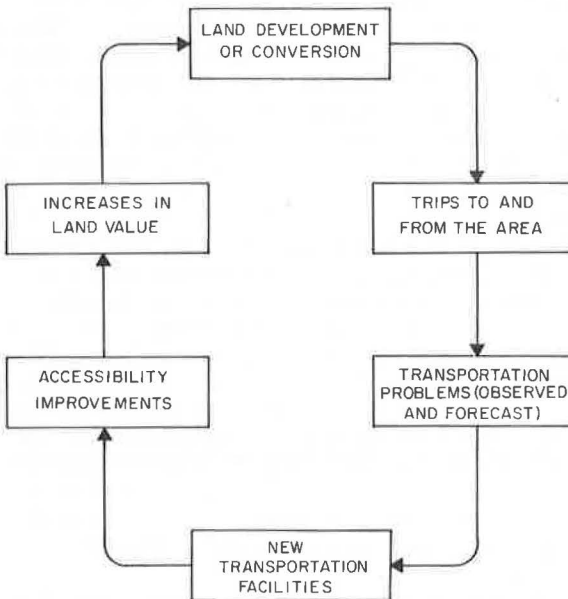 LAND DEVELOPMENT
OR CONVERSION
TRIPS TO AND
FROM THE AREA
TRANSPORTATION
PROBLEMS (OBSERVED
AND FORECAST)
NEW
TRANSPORTATION
FACILITIES
ACCESSIBILITY
IMPROVEMENTS
INCREASES IN
LAND VALUE